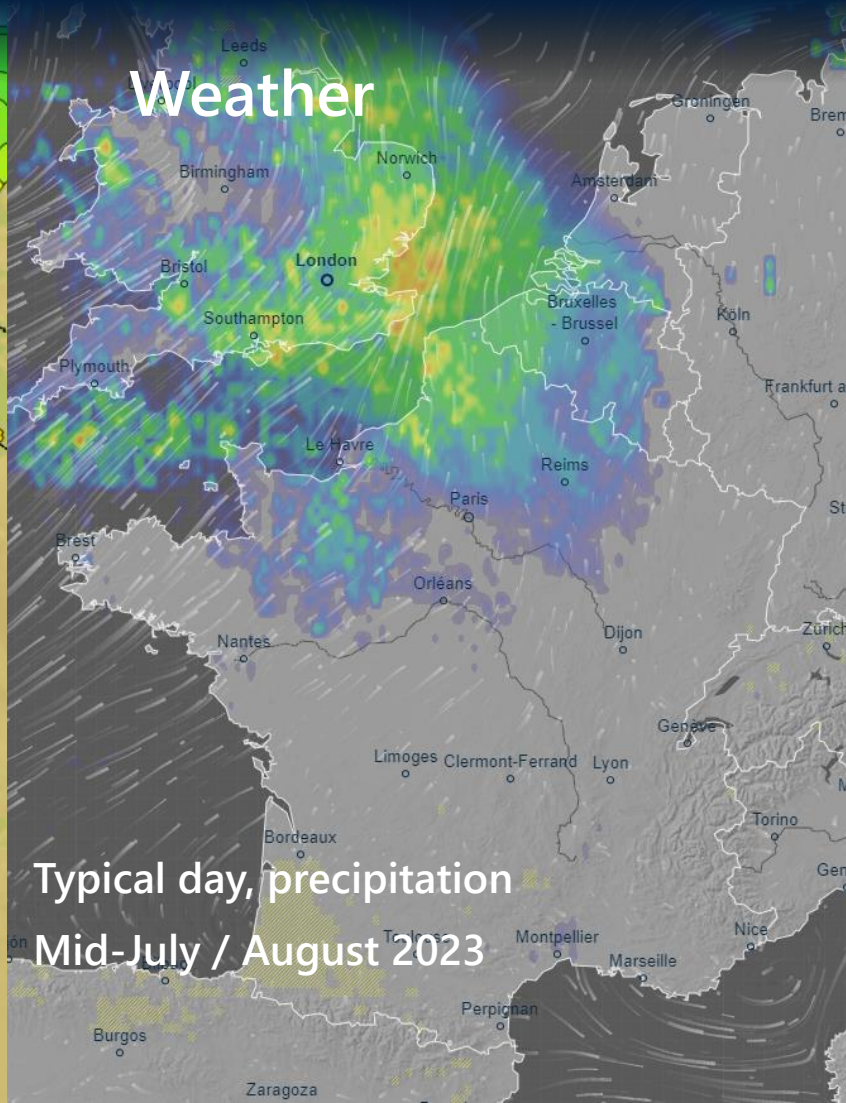 Leeds
Weather
Groningen
Brem
Birmingham
Norwich
Amsterdam
London
Bristol
Bruxelles
- Brussel
Southampton
Köln
Plymouth
Frankfurt a
Le Havre
Reims
Paris
St
Brest
Orléans
Nantes
Dijon
Zürich
Genève
Limoges
Clermont-Ferrand
Lyon
Torino
Bordeaux
Gen
Typical day, precipitation
Mid-July / August 2023
Montpellier
Nice
Marseille
Perpignan
Burgos
Zaragoza